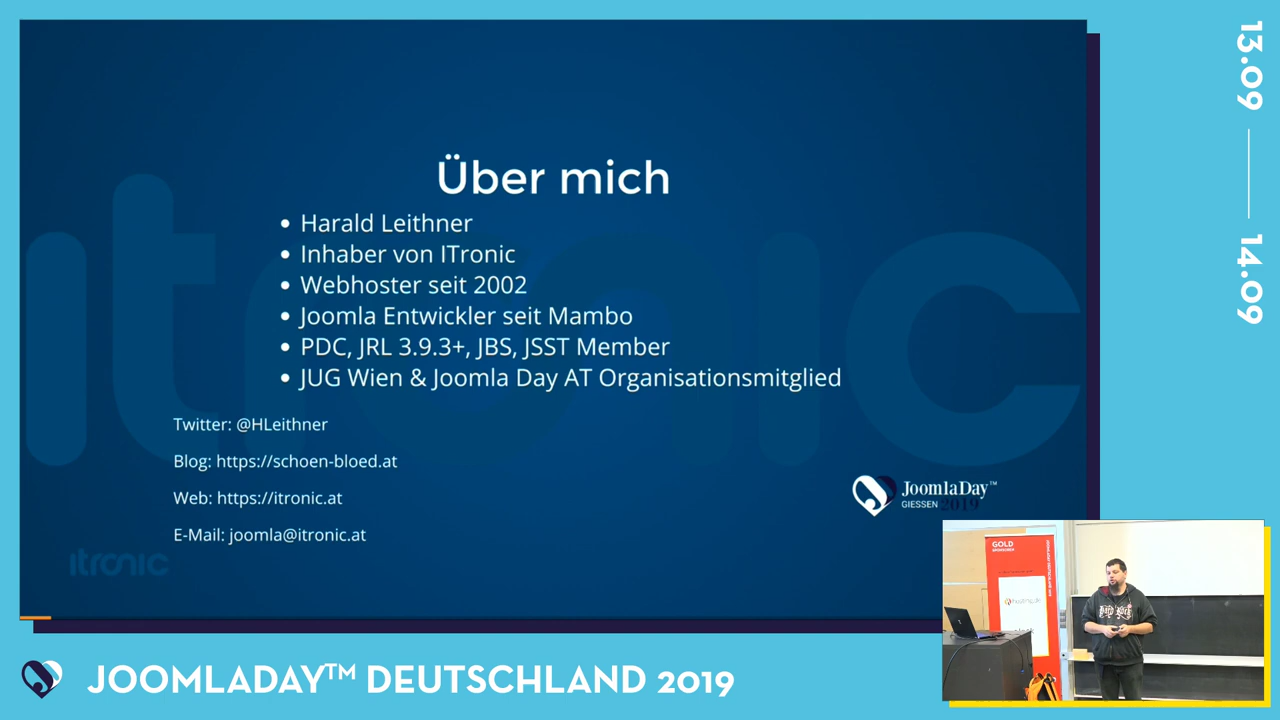 Über mich
Harald Leithner
Inhaber von ITronic
Webhoster seit 2002
Joomla Entwickler seit Mambo
PDC, JRL 3.9.3+, JBS, JSST Member
JUG Wien & Joomla Day AT Organisationsmitglied
Twitter: @HLeithner
Blog: https://schoen-bloed.at
Web: https://itronic.at
E-Mail: joomla@itronic.at
itronic
itronic
JoomlaDay™
GIESSEN 2019
13.09
14.09
GOLD
JOOMLADAY™ DEUTSCHLAND 2019